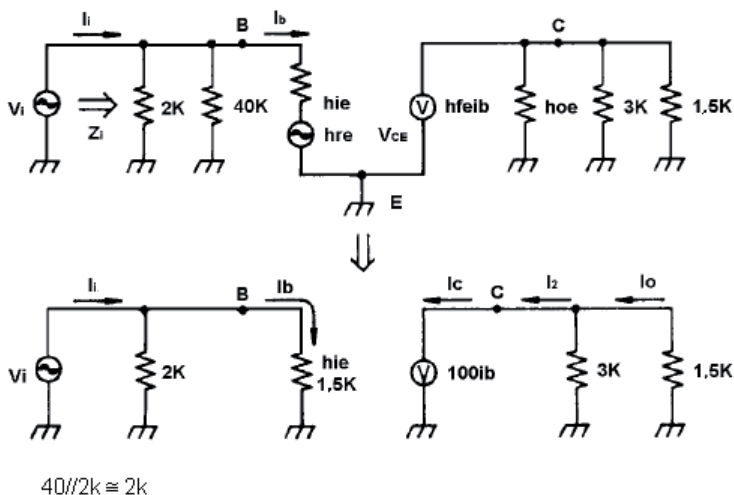 Ii
B
Ib
Vi
Zi
2K
40K
hie
hre
VCE
V
hfeib
C
hoe
3K
1,5K
E
Ii
B
Ib
Vi
2K
hie
1,5K
Ic
C
I2
Io
V
100ib
3K
1,5K
40//2k ≅ 2k